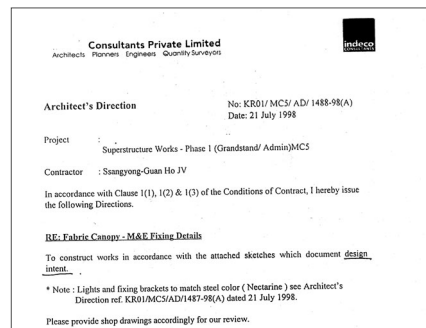 Consultants Private Limited
Architects Planners Engineers Quantity Surveyors
indeco
CONSULTANTS
Architect's Direction
No: KR01/ MC5/ AD/ 1488-98(A)
Date: 21 July 1998
Project :
Superstructure Works - Phase 1 (Grandstand/ Admin)MC5
Contractor : Ssangyong-Guan Ho JV
In accordance with Clause 1(1), 1(2) & 1(3) of the Conditions of Contract, I hereby issue
the following Directions.
RE: Fabric Canopy - M&E Fixing Details
To construct works in accordance with the attached sketches which document design
intent.
* Note : Lights and fixing brackets to match steel color ( Nectarine ) see Architect's
Direction ref. KR01/MC5/AD/1487-98(A) dated 21 July 1998.
Please provide shop drawings accordingly for our review.